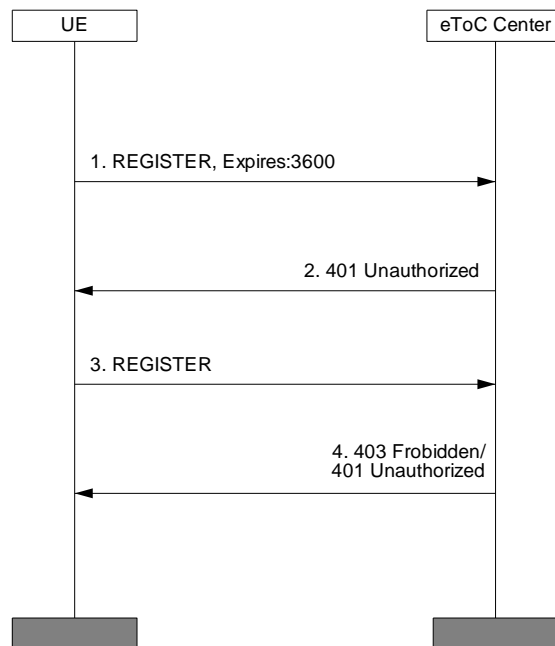 UE
eToC Center
1. REGISTER, Expires:3600
2. 401 Unauthorized
3. REGISTER
4. 403 Frobidden/
401 Unauthorized